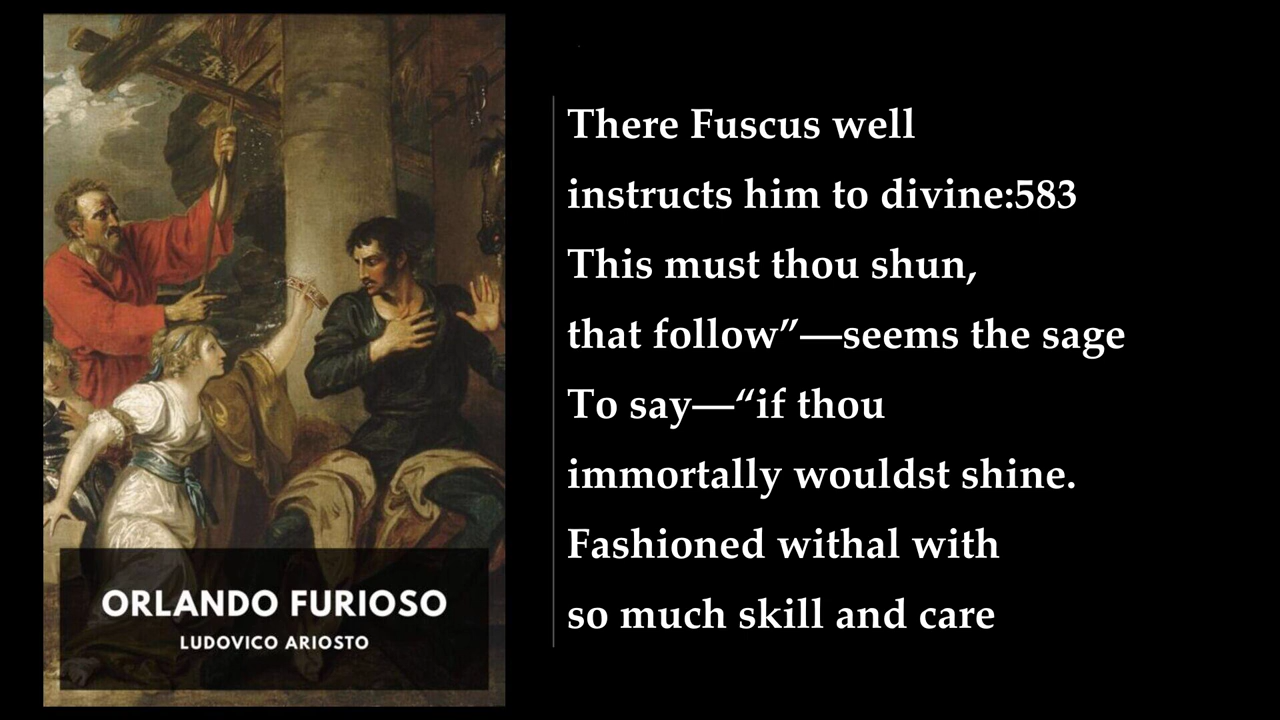 ORLANDO FURIOSO
LUDOVICO ARIOSTO
There Fuscus well
instructs him to divine:583
This must thou shun,
that follow”—seems the sage
To say—“if thou
immortally wouldst shine.
Fashioned withal with
so much skill and care